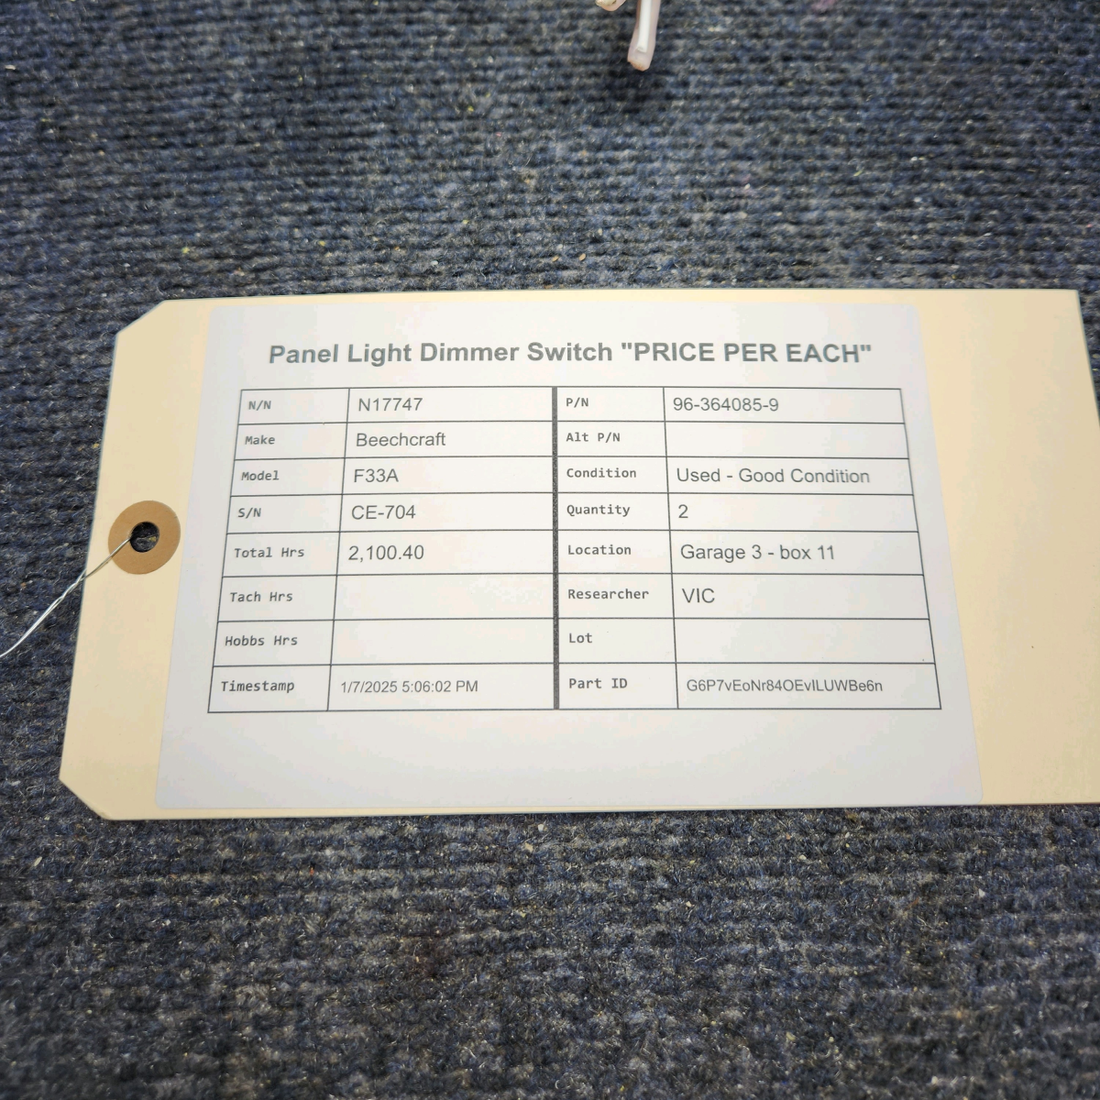 Panel Light Dimmer Switch "PRICE PER EACH"
N/N N17747 P/N 96-364085-9
Make Beechcraft Alt P/N
Model F33A Condition Used - Good Condition
S/N CE-704 Quantity 2
Total Hrs 2,100.40 Location Garage 3 - box 11
Tach Hrs Researcher VIC
Hobbs Hrs Lot
Timestamp 1/7/2025 5:06:02 PM Part ID G6P7vEoNr84OEvILUWBe6n